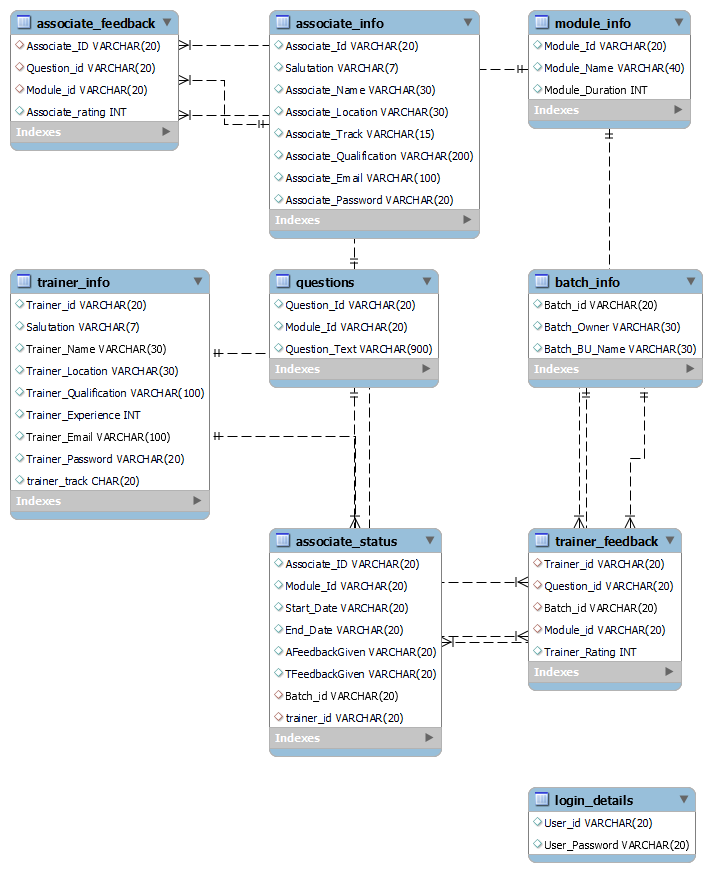 associate_feedback
Associate_ID VARCHAR(20)
Question_id VARCHAR(20)
Module_id VARCHAR(20)
Associate_rating INT
Indexes
associate_info
Associate_Id VARCHAR(20)
Salutation VARCHAR(7)
Associate_Name VARCHAR(30)
Associate_Location VARCHAR(30)
Associate_Track VARCHAR(15)
Associate_Qualification VARCHAR(200)
Associate_Email VARCHAR(100)
Associate_Password VARCHAR(20)
Indexes
module_info
Module_Id VARCHAR(20)
Module_Name VARCHAR(40)
Module_Duration INT
Indexes
trainer_info
Trainer_id VARCHAR(20)
Salutation VARCHAR(7)
Trainer_Name VARCHAR(30)
Trainer_Location VARCHAR(30)
Trainer_Qualification VARCHAR(100)
Trainer_Experience INT
Trainer_Email VARCHAR(100)
Trainer_Password VARCHAR(20)
trainer_track CHAR(20)
Indexes
questions
Question_Id VARCHAR(20)
Module_Id VARCHAR(20)
Question_Text VARCHAR(900)
Indexes
batch_info
Batch_id VARCHAR(20)
Batch_Owner VARCHAR(30)
Batch_BU_Name VARCHAR(30)
Indexes
associate_status
Associate_ID VARCHAR(20)
Module_Id VARCHAR(20)
Start_Date VARCHAR(20)
End_Date VARCHAR(20)
AFeedbackGiven VARCHAR(20)
TFeedbackGiven VARCHAR(20)
Batch_id VARCHAR(20)
trainer_id VARCHAR(20)
Indexes
trainer_feedback
Trainer_id VARCHAR(20)
Question_id VARCHAR(20)
Batch_id VARCHAR(20)
Module_id VARCHAR(20)
Trainer_Rating INT
Indexes
login_details
User_id VARCHAR(20)
User_Password VARCHAR(20)